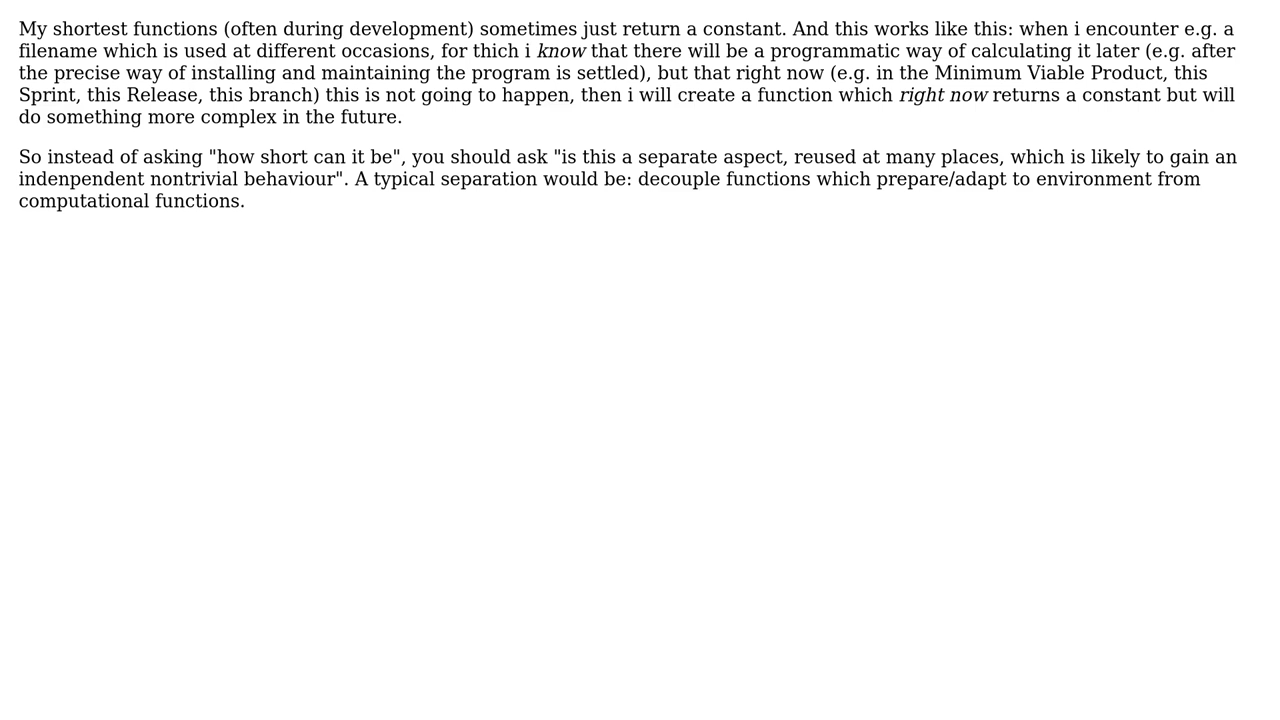 My shortest functions (often during development) sometimes just return a constant. And this works like this: when i encounter e.g. a
filename which is used at different occasions, for thich i know that there will be a programmatic way of calculating it later (e.g. after
the precise way of installing and maintaining the program is settled), but that right now (e.g. in the Minimum Viable Product, this
Sprint, this Release, this branch) this is not going to happen, then i will create a function which right now returns a constant but will
do something more complex in the future.
So instead of asking "how short can it be", you should ask "is this a separate aspect, reused at many places, which is likely to gain an
indenpendent nontrivial behaviour". A typical separation would be: decouple functions which prepare/adapt to environment from
computational functions.